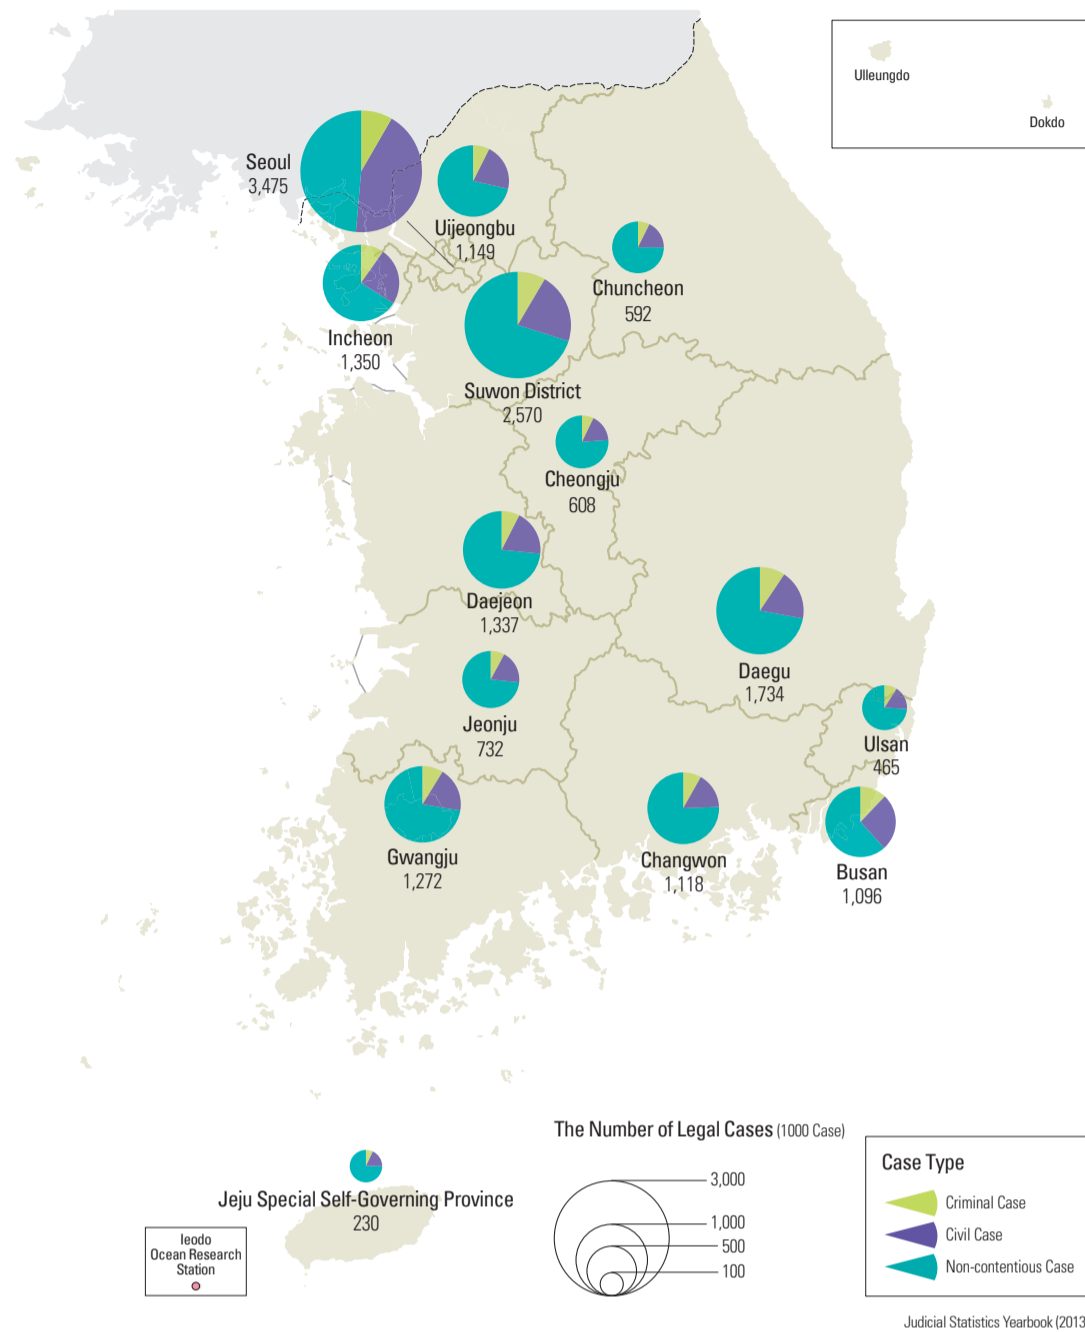 Ulleungdo
Dokdo
Seoul
3,475
Uijeongbu
1,149
Chuncheon
592
Incheon
1,350
Suwon District
2,570
Cheongju
608
Daejeon
1,337
Daegu
1,734
Jeonju
732
Ulsan
465
Gwangju
1,272
Changwon
1,118
Busan
1,096
Jeju Special Self-Governing Province
230
Ieodo
Ocean Research
Station
The Number of Legal Cases (1000 Case)
3,000
1,000
500
100
Case Type
Criminal Case
Civil Case
Non-contentious Case
Judicial Statistics Yearbook (2013